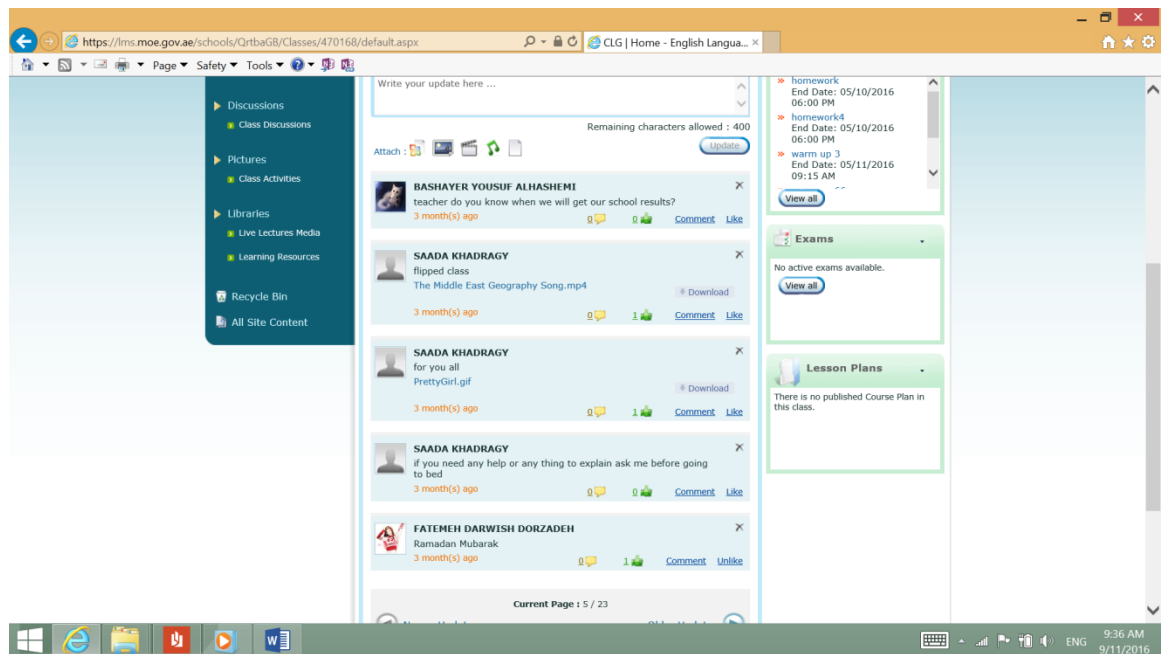 https://lms.moe.gov.ae/schools/QrtbaGB/Classes/470168/default.aspx
CLG | Home - English Langua...
Page Safety Tools
Discussions
Class Discussions
Pictures
Class Activities
Libraries
Live Lectures Media
Learning Resources
Recycle Bin
All Site Content
Write your update here ...
Remaining characters allowed : 400
Attach :
Update
BASHAYER YOUSUF ALHASHEMI
teacher do you know when we will get our school results?
3 month(s) ago
0 0 Comment Like
SAADA KHADRAGY
flipped class
The Middle East Geography Song.mp4
Download
3 month(s) ago
0 1 Comment Like
SAADA KHADRAGY
for you all
PrettyGirl.gif
Download
3 month(s) ago
0 1 Comment Like
SAADA KHADRAGY
if you need any help or any thing to explain ask me before going
to bed
3 month(s) ago
0 0 Comment Like
FATEMEH DARWISH DORZADEH
Ramadan Mubarak
3 month(s) ago
0 1 Comment Unlike
Current Page : 5 / 23
homework
End Date: 05/10/2016
06:00 PM
homework4
End Date: 05/10/2016
06:00 PM
warm up 3
End Date: 05/11/2016
09:15 AM
View all
Exams
No active exams available.
View all
Lesson Plans
There is no published Course Plan in
this class.
ENG
9:36 AM
9/11/2016